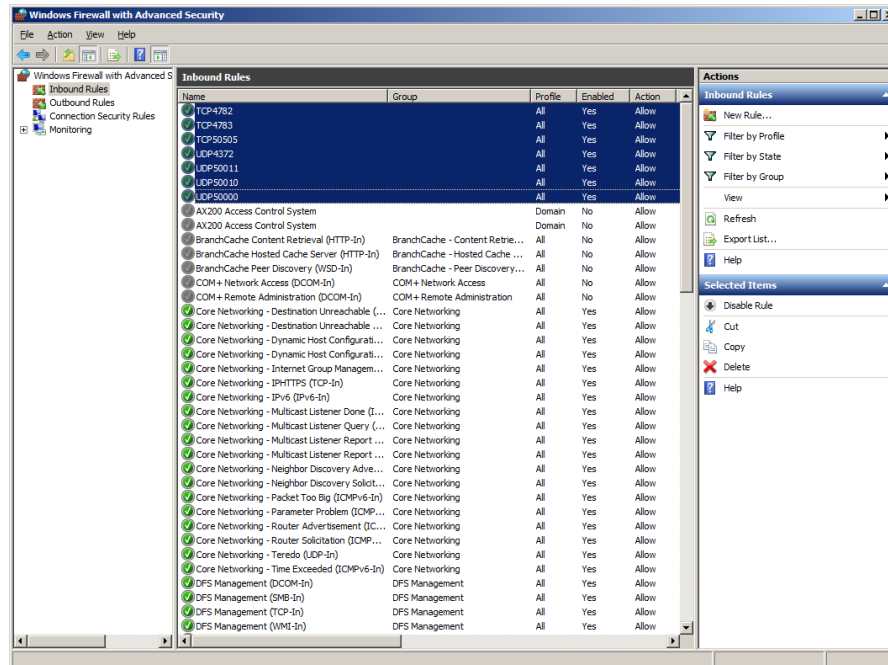 Windows Firewall with Advanced Security
File Action View Help
Windows Firewall with Advanced S
Inbound Rules
Outbound Rules
Connection Security Rules
Monitoring
Inbound Rules
Name Group Profile Enabled Action
TCP4782 All Yes Allow
TCP4783 All Yes Allow
TCP50505 All Yes Allow
UDP4372 All Yes Allow
UDP50011 All Yes Allow
UDP50010 All Yes Allow
UDP50000 All Yes Allow
AX200 Access Control System Domain No Allow
AX200 Access Control System Domain No Allow
BranchCache Content Retrieval (HTTP-In) BranchCache - Content Retrie... All No Allow
BranchCache Hosted Cache Server (HTTP-In) BranchCache - Hosted Cache ... All No Allow
BranchCache Peer Discovery (WSD-In) BranchCache - Peer Discovery... All No Allow
COM+ Network Access (DCOM-In) COM+ Network Access All No Allow
COM+ Remote Administration (DCOM-In) COM+ Remote Administration All No Allow
Core Networking - Destination Unreachable (... Core Networking All Yes Allow
Core Networking - Destination Unreachable ... Core Networking All Yes Allow
Core Networking - Dynamic Host Configurati... Core Networking All Yes Allow
Core Networking - Dynamic Host Configurati... Core Networking All Yes Allow
Core Networking - Internet Group Managem... Core Networking All Yes Allow
Core Networking - IPHTTPS (TCP-In) Core Networking All Yes Allow
Core Networking - IPv6 (IPv6-In) Core Networking All Yes Allow
Core Networking - Multicast Listener Done (I... Core Networking All Yes Allow
Core Networking - Multicast Listener Query (... Core Networking All Yes Allow
Core Networking - Multicast Listener Report ... Core Networking All Yes Allow
Core Networking - Multicast Listener Report ... Core Networking All Yes Allow
Core Networking - Neighbor Discovery Adve... Core Networking All Yes Allow
Core Networking - Neighbor Discovery Solicit... Core Networking All Yes Allow
Core Networking - Packet Too Big (ICMPv6-In) Core Networking All Yes Allow
Core Networking - Parameter Problem (ICMP... Core Networking All Yes Allow
Core Networking - Router Advertisement (IC... Core Networking All Yes Allow
Core Networking - Router Solicitation (ICMP... Core Networking All Yes Allow
Core Networking - Teredo (UDP-In) Core Networking All Yes Allow
Core Networking - Time Exceeded (ICMPv6-In) Core Networking All Yes Allow
DFS Management (DCOM-In) DFS Management All Yes Allow
DFS Management (SMB-In) DFS Management All Yes Allow
DFS Management (TCP-In) DFS Management All Yes Allow
DFS Management (WMI-In) DFS Management All Yes Allow
Actions
Inbound Rules
New Rule...
Filter by Profile
Filter by State
Filter by Group
View
Refresh
Export List...
Help
Selected Items
Disable Rule
Cut
Copy
Delete
Help